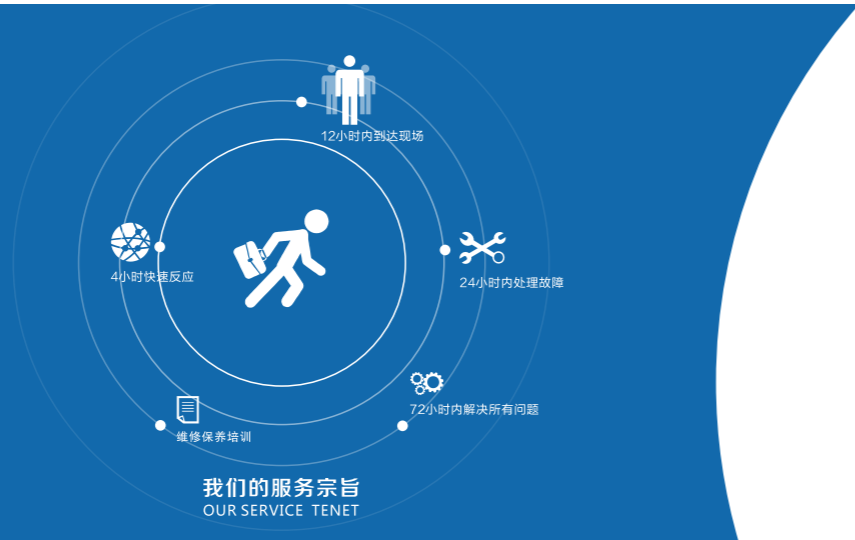 12小时内到达现场
4小时快速反应
24小时内处理故障
72小时内解决所有问题
维修保养培训
我们的服务宗旨
OUR SERVICE TENET